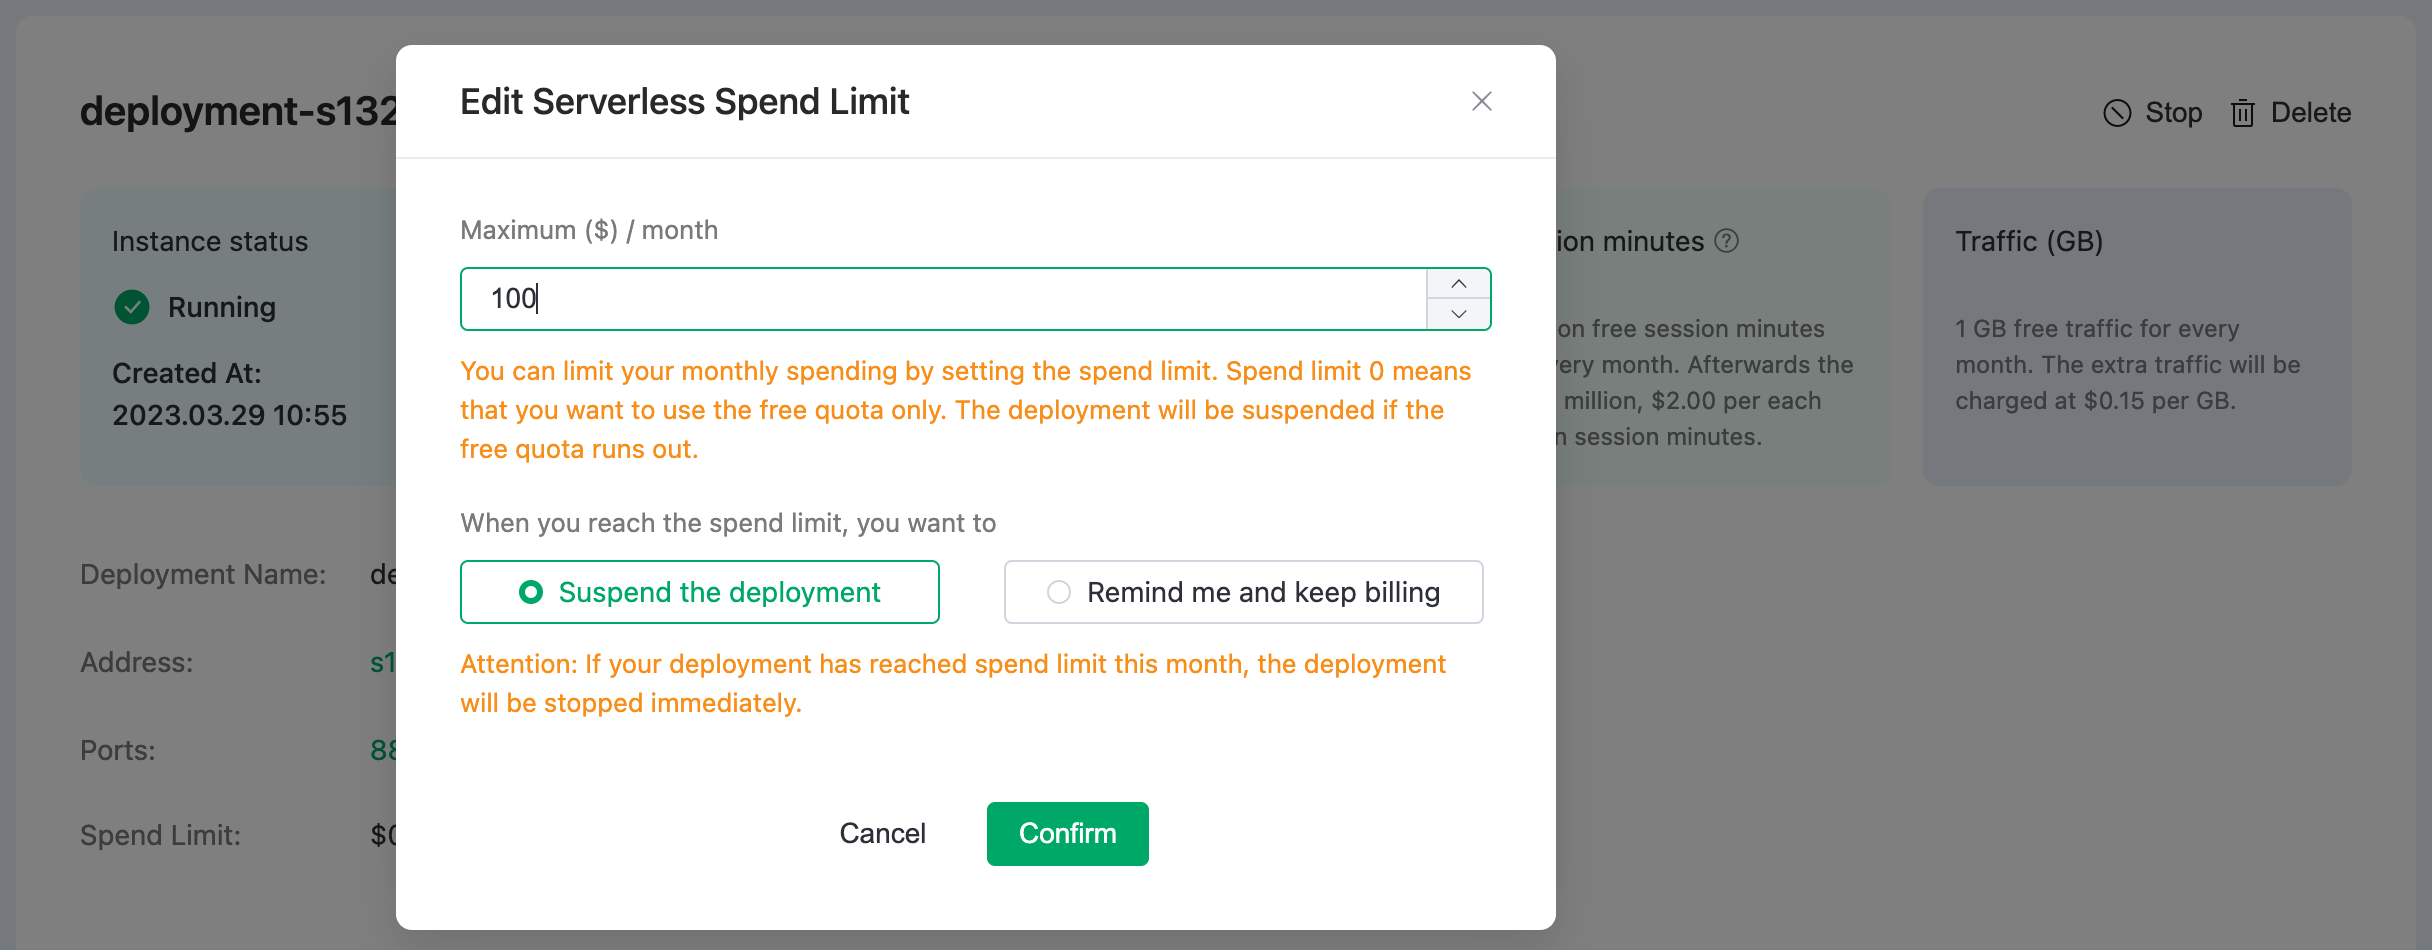 deployment-s132
Stop
Delete
Instance status
Running
Created At:
2023.03.29 10:55
Edit Serverless Spend Limit
Maximum ($) / month
100
You can limit your monthly spending by setting the spend limit. Spend limit 0 means
that you want to use the free quota only. The deployment will be suspended if the
free quota runs out.
When you reach the spend limit, you want to
Suspend the deployment
Remind me and keep billing
Attention: If your deployment has reached spend limit this month, the deployment
will be stopped immediately.
Cancel
Confirm
minutes
on free session minutes
month. Afterwards the
million, $2.00 per each
session minutes.
Traffic (GB)
1 GB free traffic for every
month. The extra traffic will be
charged at $0.15 per GB.
Deployment Name:
Address:
Ports:
Spend Limit: